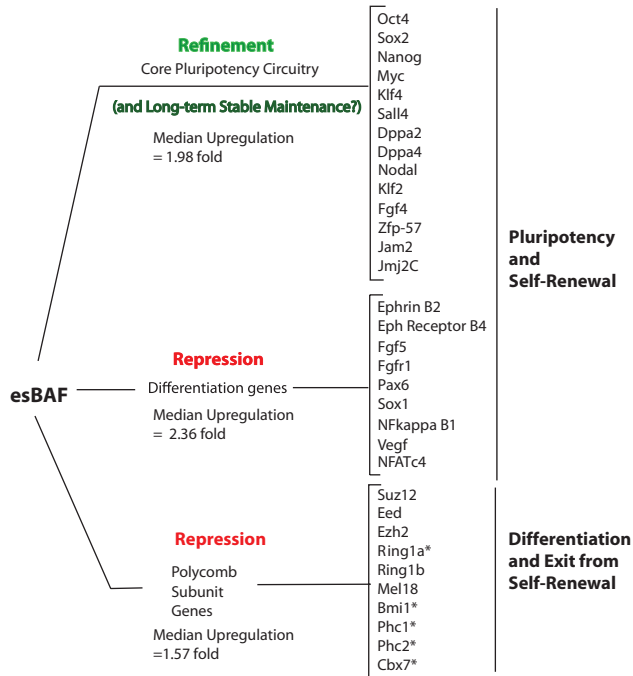 Refinement
Core Pluripotency Circuitry
(and Long-term Stable Maintenance?)
Median Upregulation
= 1.98 fold
Oct4
Sox2
Nanog
Myc
Klf4
Sall4
Dppa2
Dppa4
Nodal
Klf2
Fgf4
Zfp-57
Jam2
Jmj2C
Pluripotency
and
Self-Renewal
esBAF
Repression
Differentiation genes
Median Upregulation
= 2.36 fold
Ephrin B2
Eph Receptor B4
Fgf5
Fgfr1
Pax6
Sox1
NFkappa B1
Vegf
NFATc4
Repression
Polycomb
Subunit
Genes
Median Upregulation
=1.57 fold
Suz12
Eed
Ezh2
Ring1a*
Ring1b
Mel18
Bmi1*
Phc1*
Phc2*
Cbx7*
Differentiation
and Exit from
Self-Renewal